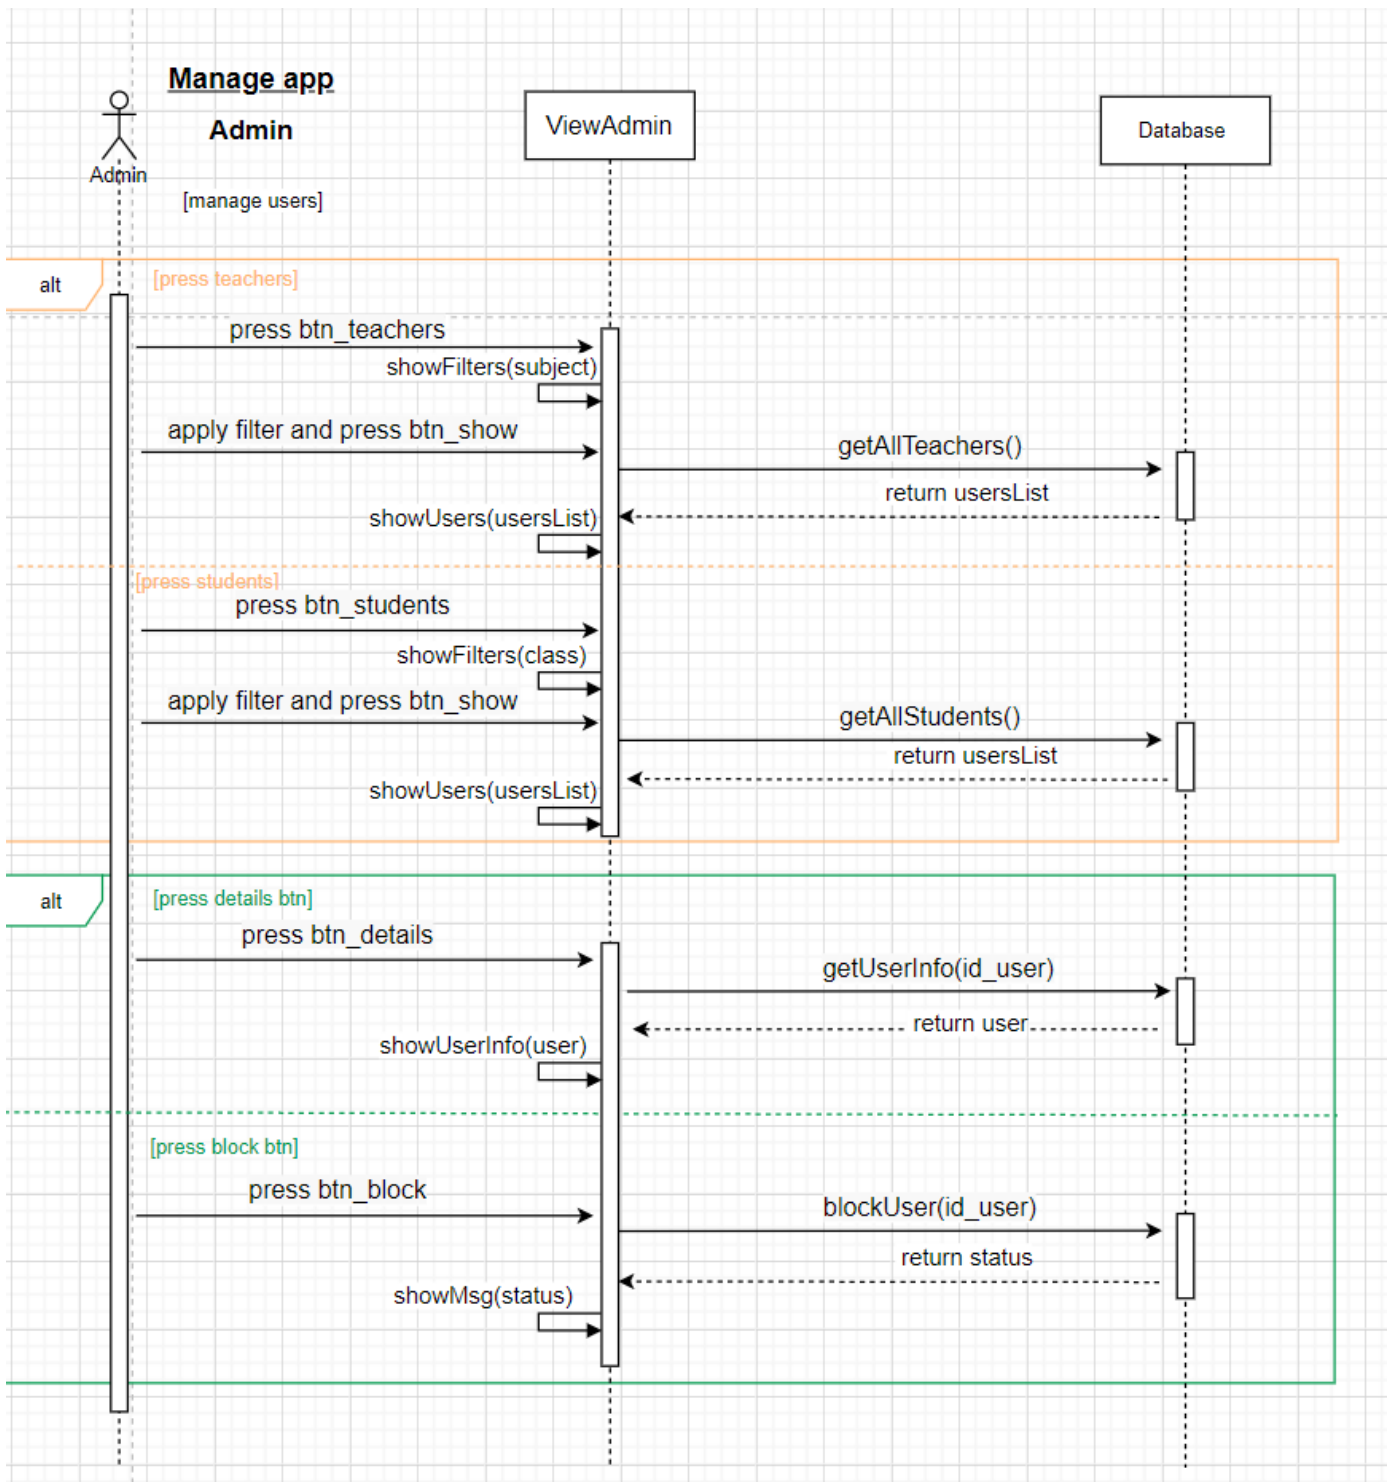 Manage app
Admin
Admin
[manage users]
ViewAdmin
Database
alt
[press teachers]
press btn_teachers
showFilters(subject)
apply filter and press btn_show
getAllTeachers()
return usersList
showUsers(usersList)
[press students]
press btn_students
showFilters(class)
apply filter and press btn_show
getAllStudents()
return usersList
showUsers(usersList)
alt
[press details btn]
press btn_details
getUserInfo(id_user)
return user
showUserInfo(user)
[press block btn]
press btn_block
blockUser(id_user)
return status
showMsg(status)